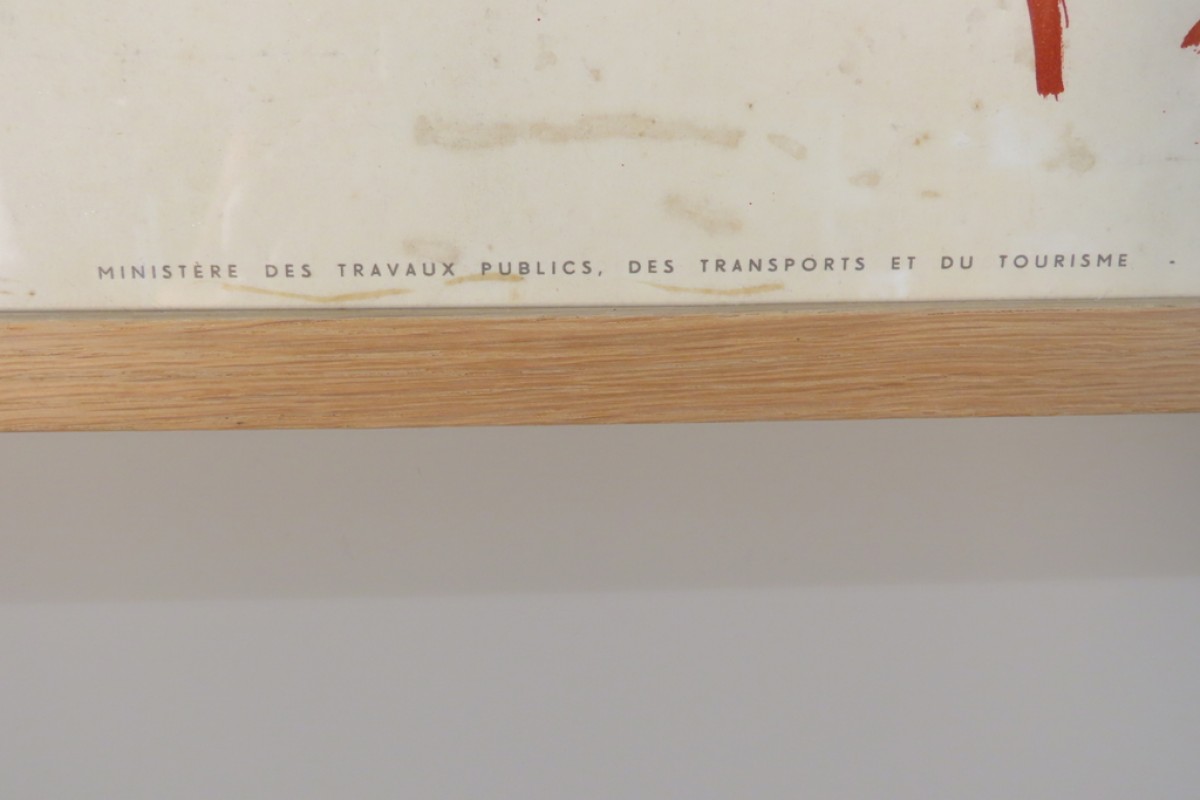 MINISTÈRE DES TRAVAUX PUBLICS, DES TRANSPORTS ET DU TOURISME -